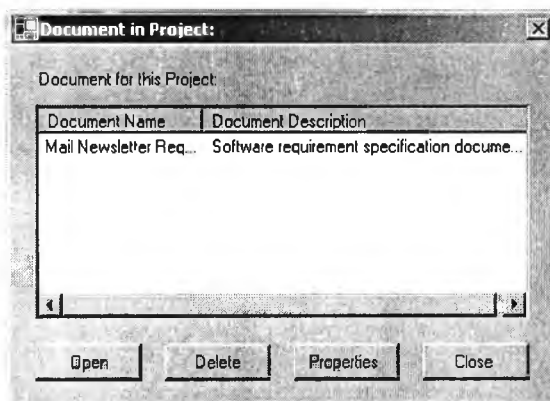 Document in Project:
Document for this Project:
Document Name Document Description
Mail Newsletter Req... Software requirement specification docume...
Open Delete Properties Close